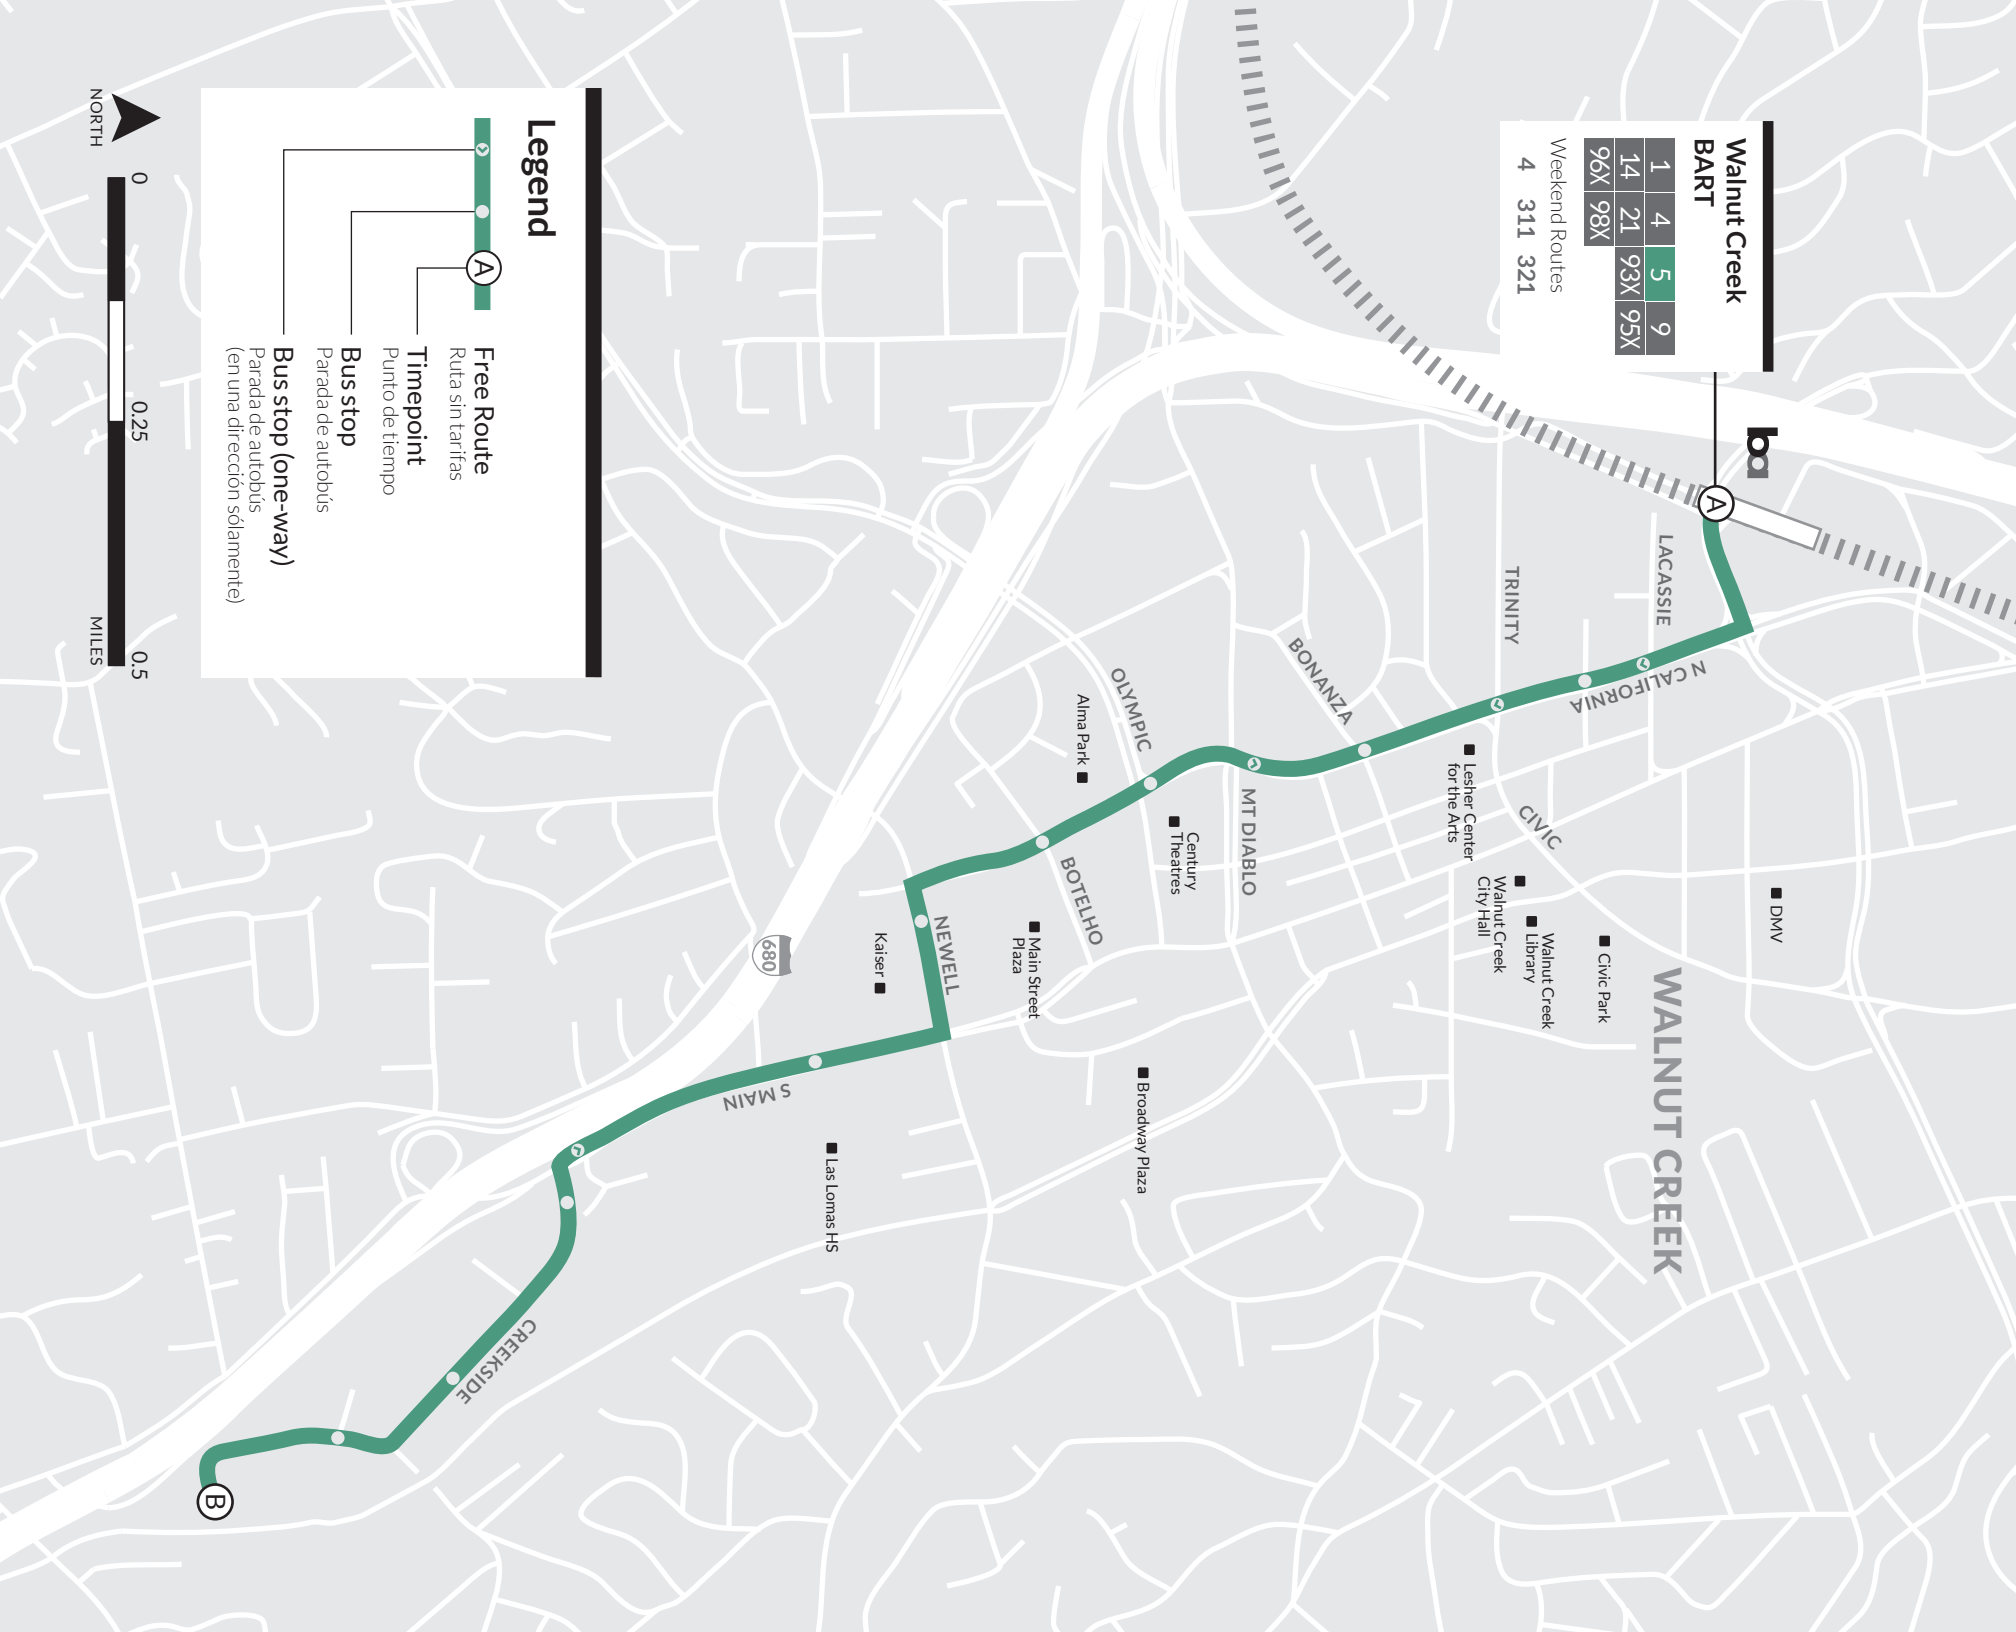 Walnut Creek
BART
1 4 5 9
14 21 93X 95X
96X 98X
Weekend Routes
4 311 321
ba
A
LACASSIE
TRINITY
N CALIFORNIA
BONANZA
OLYMPIC
Alma Park
Lesher Center
for the Arts
CIVIC
MT DIABLO
Century
Theatres
BOTELHO
DMV
Walnut Creek
City Hall
Walnut Creek
Library
Civic Park
WALNUT CREEK
Main Street
Plaza
NEWELL
Kaiser
680
S MAIN
Broadway Plaza
Las Lomas HS
CREEKSIDE
B
Legend
A
Free Route
Ruta sin tarifas
Timepoint
Punto de tiempo
Bus stop
Parada de autobús
Bus stop (one-way)
Parada de autobús
(en una dirección sólamente)
NORTH
0 0.25 0.5
MILES